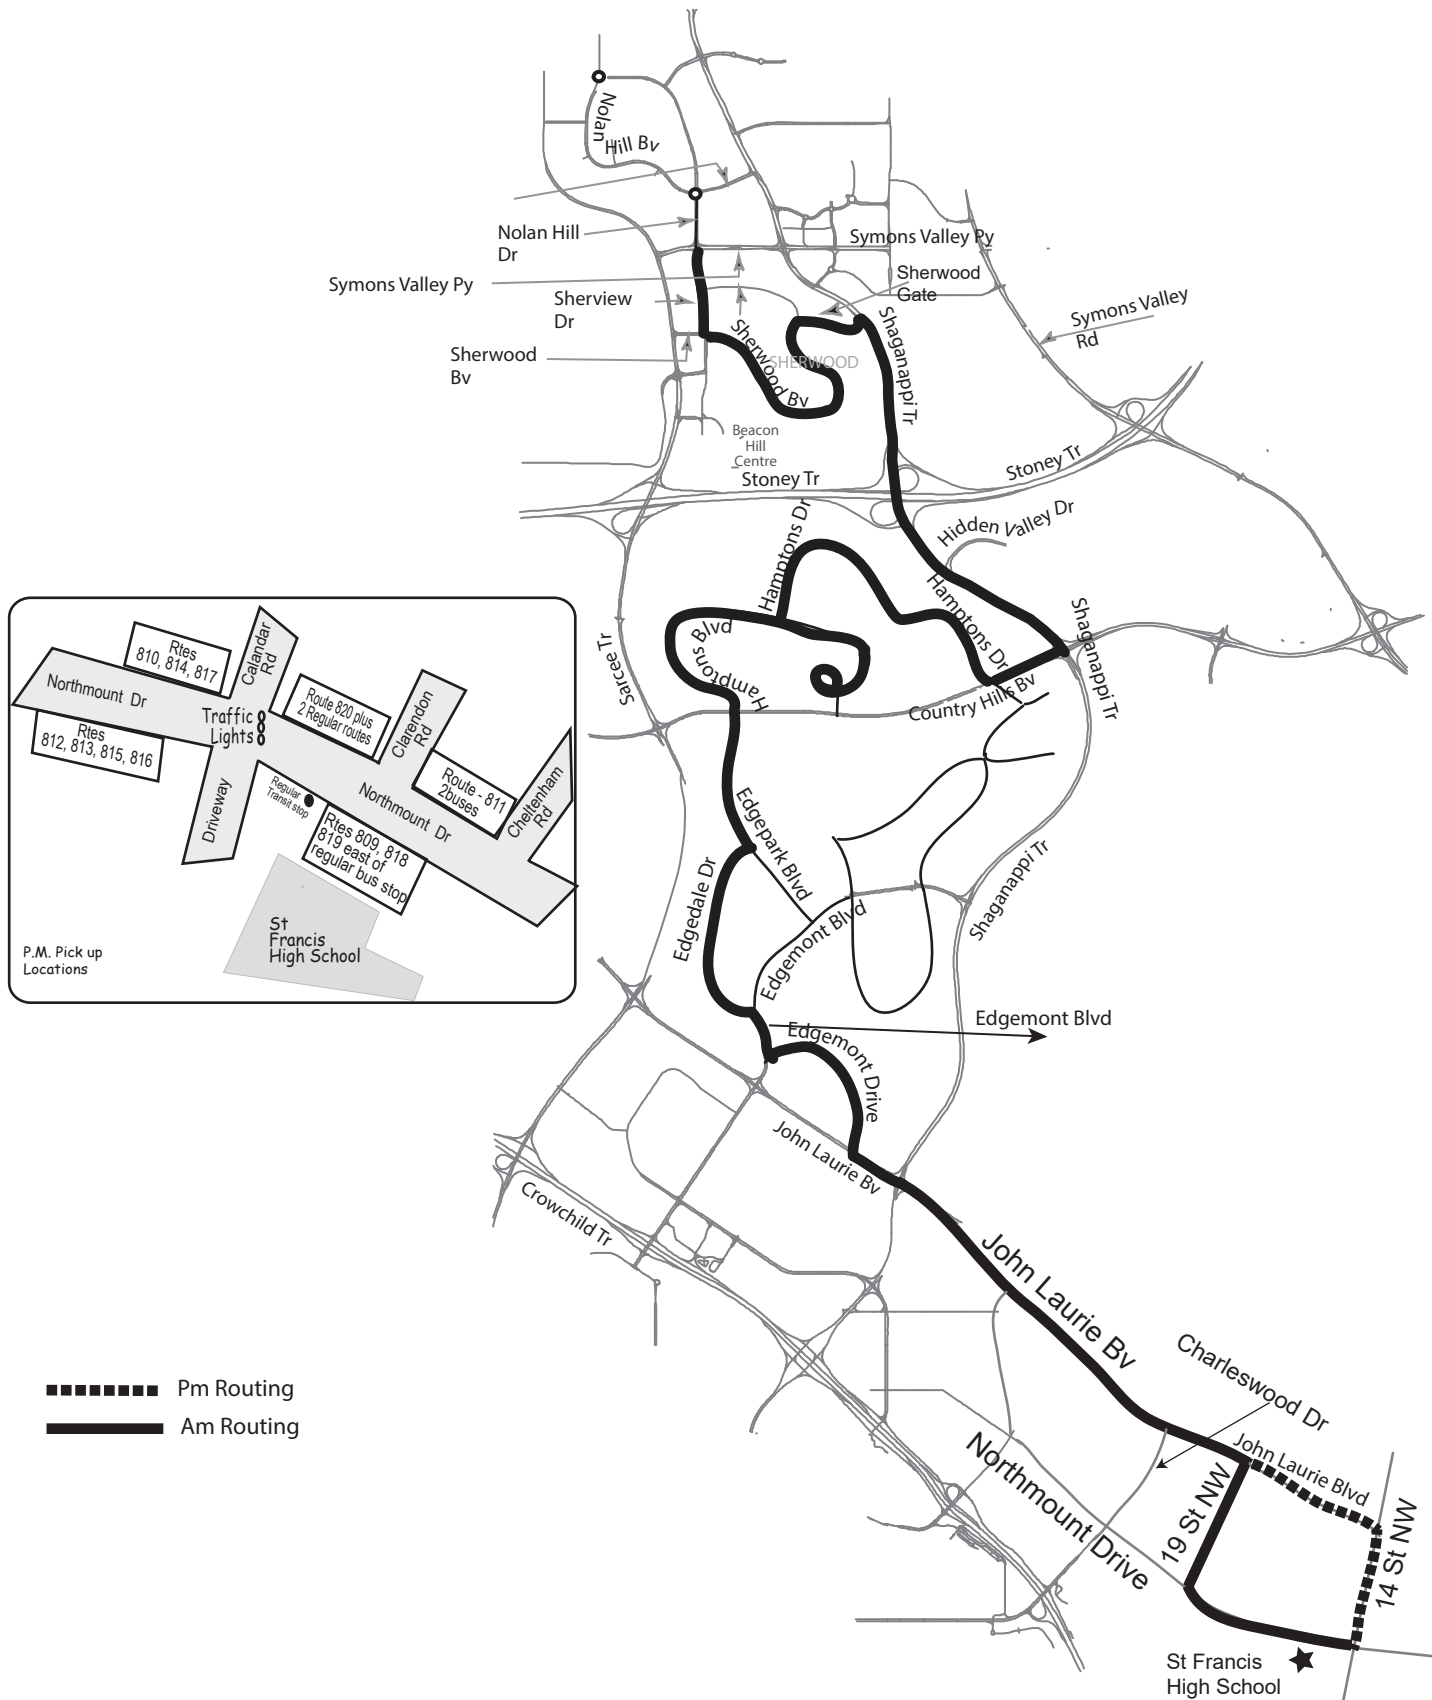 Nolan
Hill Bv
Nolan Hill
Dr
Symons Valley Py
Symons Valley Py
Sherwood
Gate
Sherview
Dr
Symons Valley
Rd
Sherwood
Bv
Sherwood Bv
SHERWOOD
Shaganappi Tr
Beacon
Hill
Centre
Stoney Tr
Stoney Tr
Hidden Valley Dr
Hamptons Dr
Hamptons Dr
Shaganappi Tr
Hamptons Blvd
Sarcee Tr
Country Hills Bv
Rtes
810, 814, 817
Calandar
Rd
Northmount Dr
Route 820 plus
2 Regular routes
Clarendon
Rd
Traffic
Lights
Rtes
812, 813, 815, 816
Route - 811
2buses
Cheltenham
Rd
Driveway
Regular
Transit stop
Northmount Dr
Rtes 809, 818
819 east of
regular bus stop
St
Francis
High School
P.M. Pick up
Locations
Edgepark Blvd
Edgedale Dr
Shaganappi Tr
Edgemont Blvd
Edgemont Blvd
Edgemont Drive
John Laurie Bv
Crowchild Tr
John Laurie Bv
Charleswood Dr
Pm Routing
Am Routing
Northmount Drive
John Laurie Blvd
19 St NW
14 St NW
St Francis
High School